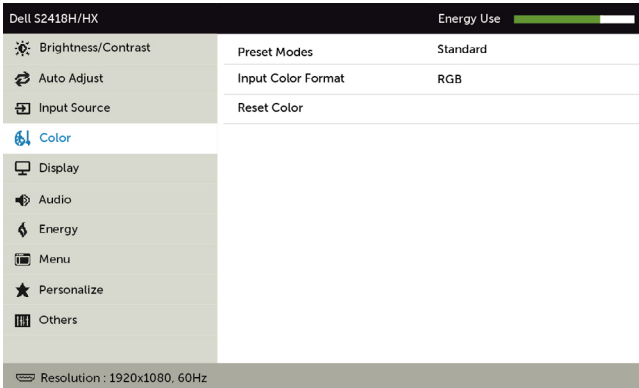 Dell S2418H/HX Energy Use
Brightness/Contrast
Preset Modes Standard
Auto Adjust
Input Color Format RGB
Input Source
Reset Color
Color
Display
Audio
Energy
Menu
Personalize
Others
Resolution : 1920x1080, 60Hz